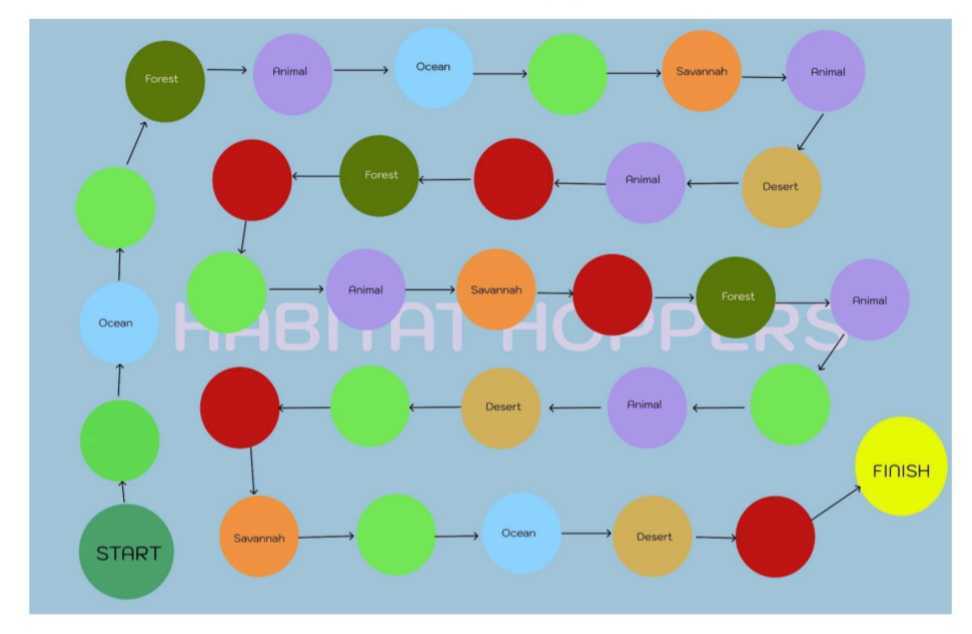 Forest
Animal
Ocean
Savannah
Animal
Forest
Animal
Desert
Animal
Savannah
Forest
Animal
Ocean
HABITAT HOPPERS
Desert
Animal
FINISH
START
Savannah
Ocean
Desert